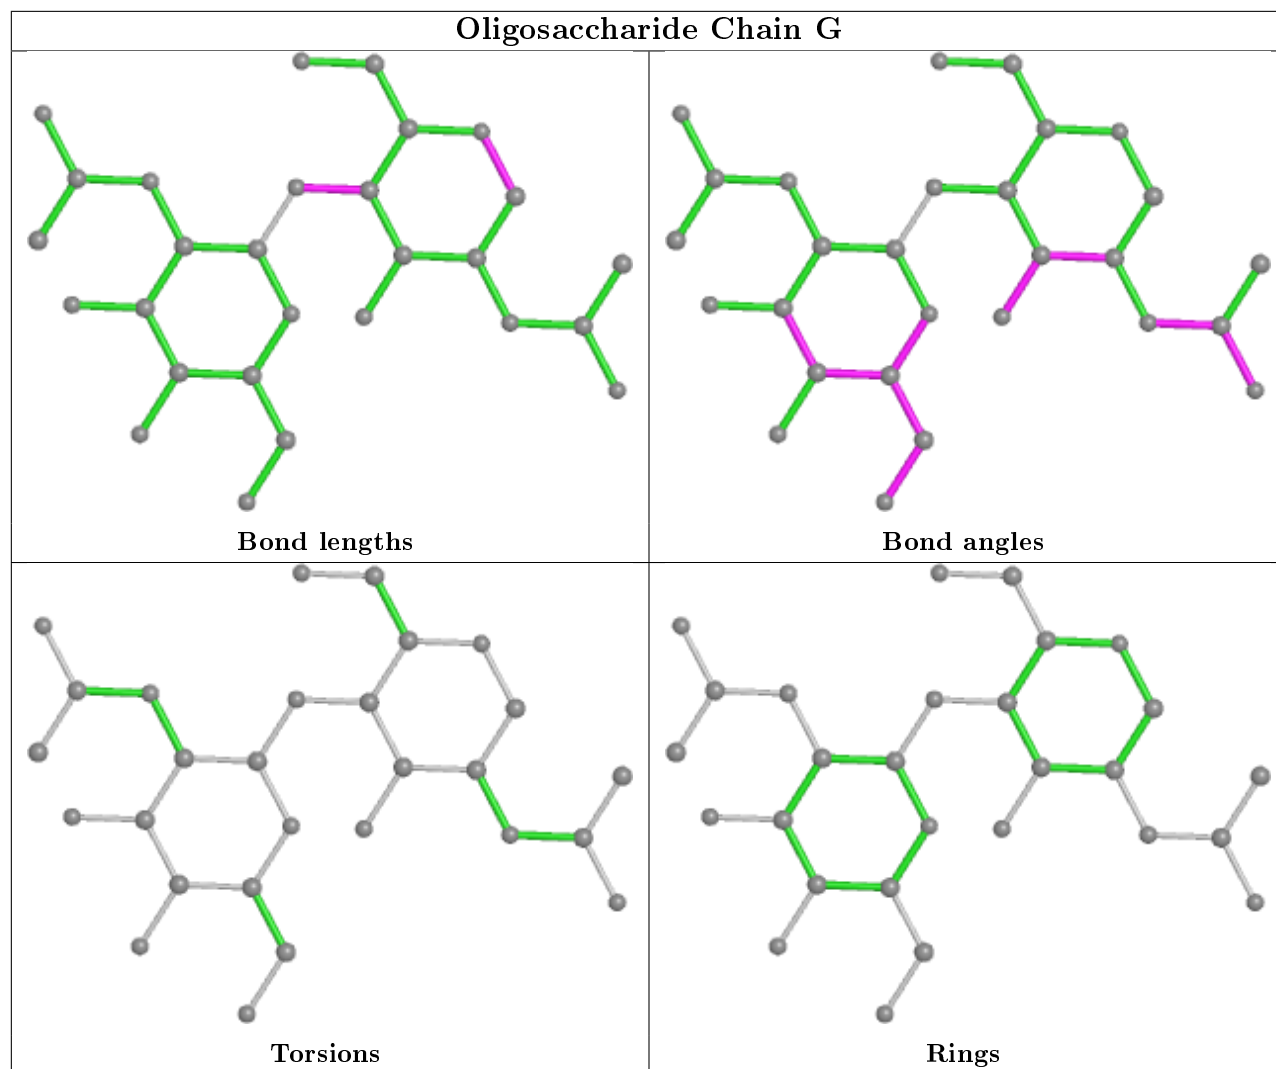 Oligosaccharide Chain G
Bond lengths
Bond angles
Torsions
Rings